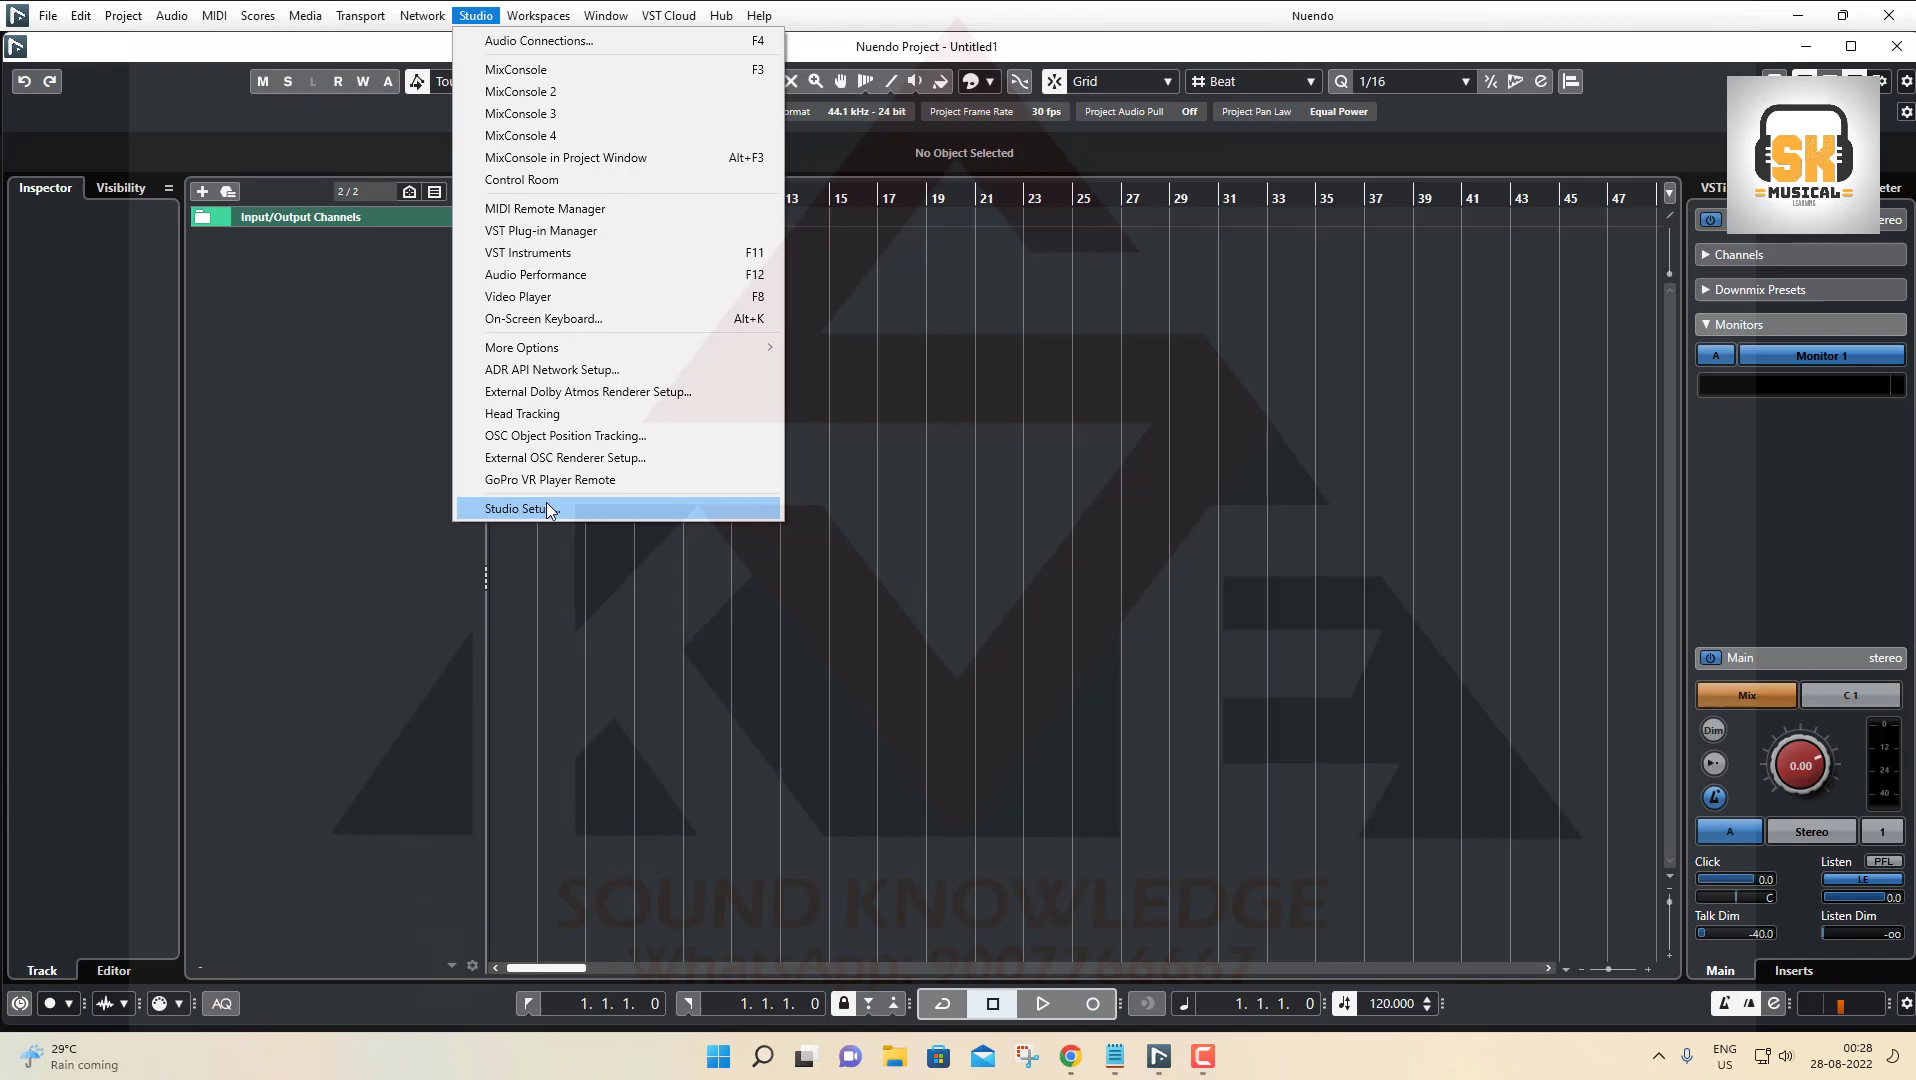 File Edit Project Audio MIDI Scores Media Transport Network Studio Workspaces Window VST Cloud Hub Help
Nuendo
Nuendo Project - Untitled1
M S L R W A
Grid
Beat
Q 1/16
44.1 kHz - 24 bit Project Frame Rate 30 fps Project Audio Pull Off Project Pan Law Equal Power
No Object Selected
SK
MUSICAL
LEARNING
Audio Connections... F4
MixConsole F3
MixConsole 2
MixConsole 3
MixConsole 4
MixConsole in Project Window Alt+F3
Control Room
MIDI Remote Manager
VST Plug-in Manager
VST Instruments F11
Audio Performance F12
Video Player F8
On-Screen Keyboard... Alt+K
More Options
ADR API Network Setup...
External Dolby Atmos Renderer Setup...
Head Tracking
OSC Object Position Tracking...
External OSC Renderer Setup...
GoPro VR Player Remote
Inspector Visibility
2 / 2
Input/Output Channels
13 15 17 19 21 23 25 27 29 31 33 35 37 39 41 43 45 47
Channels
Downmix Presets
Monitors
A Monitor 1
Main stereo
Mix C 1
Dim
0.00
0
12
24
40
A Stereo 1
Click Listen PFL
0.0 LE
C 0.0
Talk Dim Listen Dim
-40.0 -oo
Main Inserts
Track Editor
SOUND KNOWLEDGE
AQ
1. 1. 1. 0
1. 1. 1. 0
1. 1. 1. 0
120.000
29°C
Rain coming
ENG
US
00:28
28-08-2022